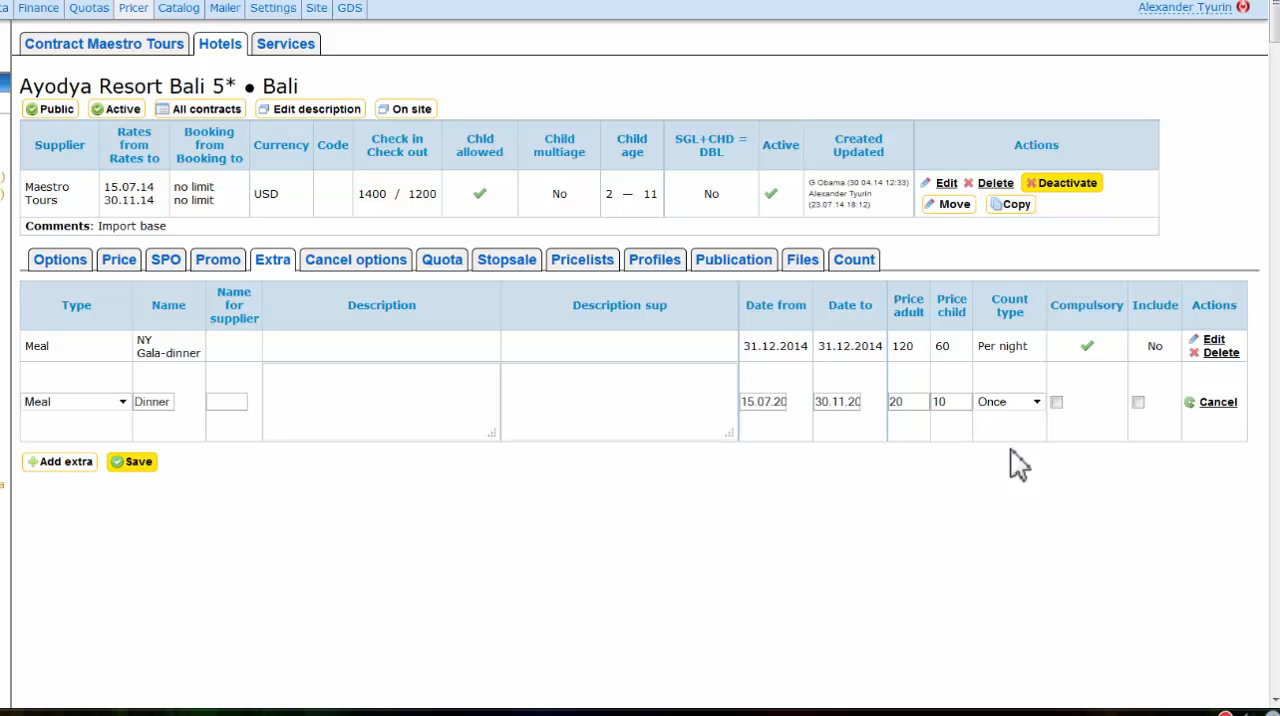 Finance Quotas Pricer Catalog Mailer Settings Site GDS Alexander Tyurin
Contract Maestro Tours Hotels Services
Ayodya Resort Bali 5* ● Bali
Public Active All contracts Edit description On site
Supplier Rates from Rates to Booking from Booking to Currency Code Check in Check out Chld allowed Child multiage Child age SGL+CHD = DBL Active Created Updated Actions
Maestro Tours 15.07.14 30.11.14 no limit no limit USD 1400 / 1200 No 2 — 11 No G Obama (30.04.14 12:33) Alexander Tyurin (23.07.14 18:12) Edit Delete Deactivate
Move Copy
Comments: Import base
Options Price SPO Promo Extra Cancel options Quota Stopsale Pricelists Profiles Publication Files Count
Type Name Name for supplier Description Description sup Date from Date to Price adult Price child Count type Compulsory Include Actions
Meal NY Gala-dinner 31.12.2014 31.12.2014 120 60 Per night No Edit Delete
Meal Dinner 15.07.20 30.11.20 20 10 Once Cancel
Add extra Save